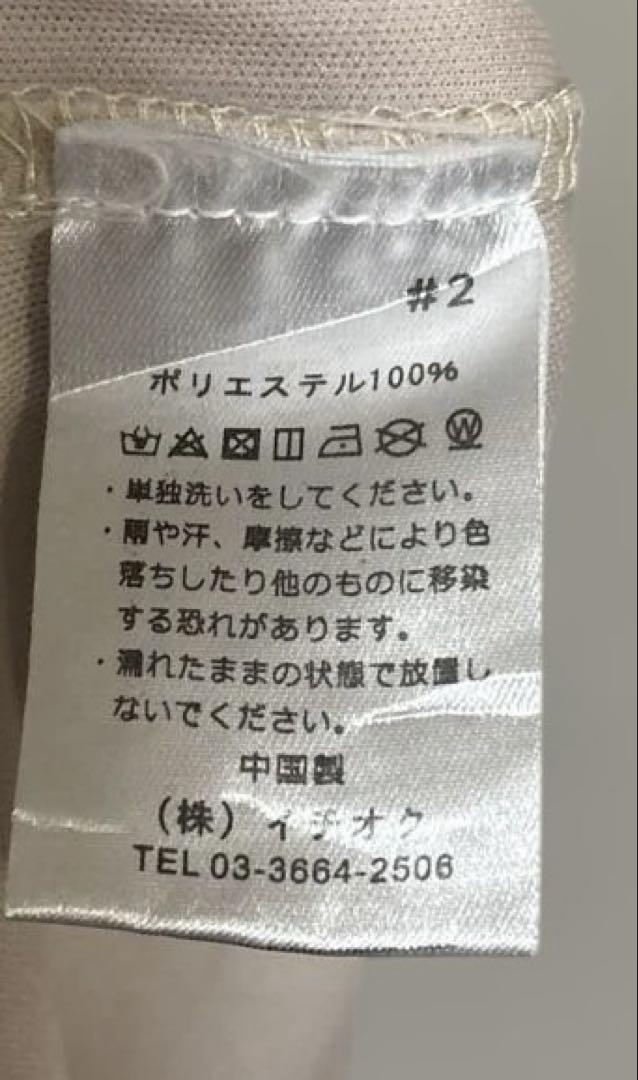 #2
ポリエステル100%
W
・単独洗いをしてください。
・雨や汗、摩擦などにより色
落ちしたり他のものに移染
する恐れがあります。
・濡れたままの状態で放置し
ないでください。
中国製
(株)イチオク
TEL 03-3664-2506